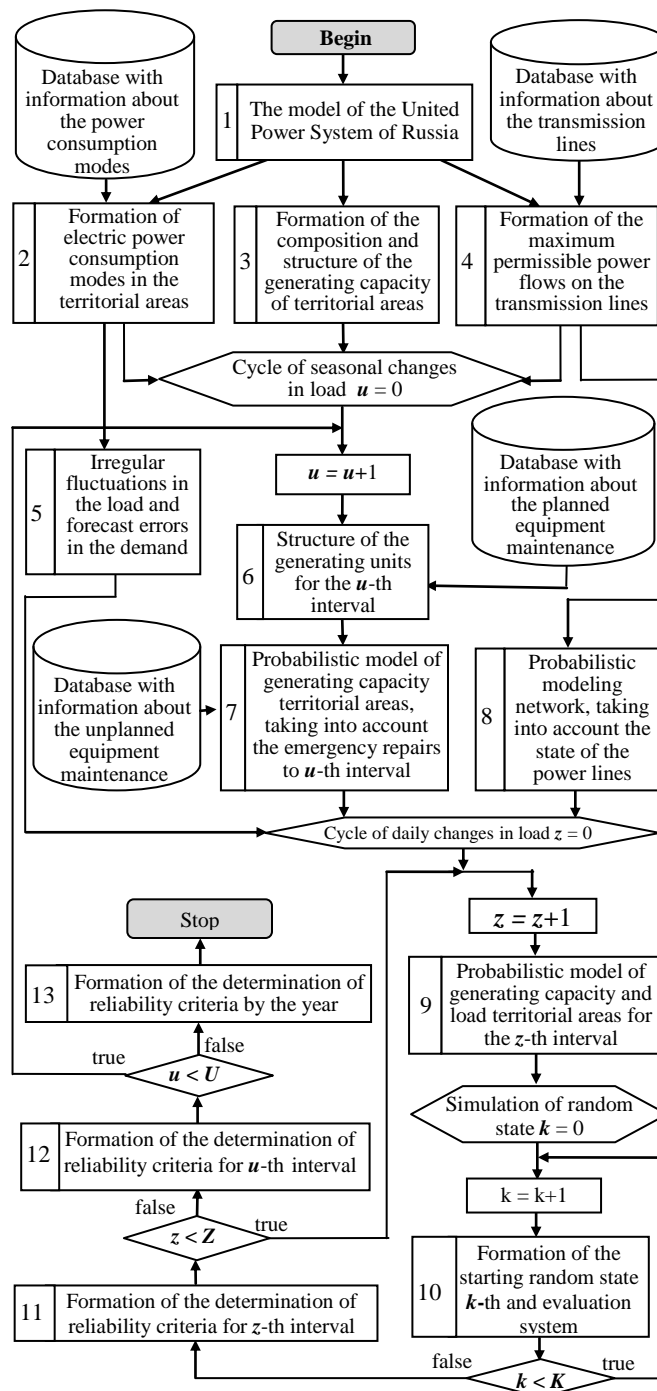 Begin
Database with
information about
the power
consumption
modes
1
The model of the United
Power System of Russia
Database with
information about
the transmission
lines
2
Formation of
electric power
consumption
modes in the
territorial areas
3
Formation of the
composition and
structure of the
generating capacity
of territorial areas
4
Formation of the
maximum
permissible power
flows on the
transmission lines
Cycle of seasonal changes
in load u = 0
5
Irregular
fluctuations in
the load and
forecast errors
in the demand
u = u+1
Database with
information about
the planned
equipment
maintenance
6
Structure of the
generating units
for the u-th
interval
Database with
information about
the unplanned
equipment
maintenance
7
Probabilistic model of
generating capacity
territorial areas,
taking into account
the emergency repairs
to u-th interval
8
Probabilistic
modeling
network, taking
into account the
state of the
power lines
Cycle of daily changes in load z = 0
z = z+1
9
Probabilistic model of
generating capacity and
load territorial areas for
the z-th interval
Simulation of random
state k = 0
k = k+1
10
Formation of the
starting random state
k-th and evaluation
system
k < K
false
true
11
Formation of the determination of
reliability criteria for z-th interval
z < Z
false
true
12
Formation of the determination of
reliability criteria for u-th interval
u < U
true
false
13
Formation of the determination of
reliability criteria by the year
Stop